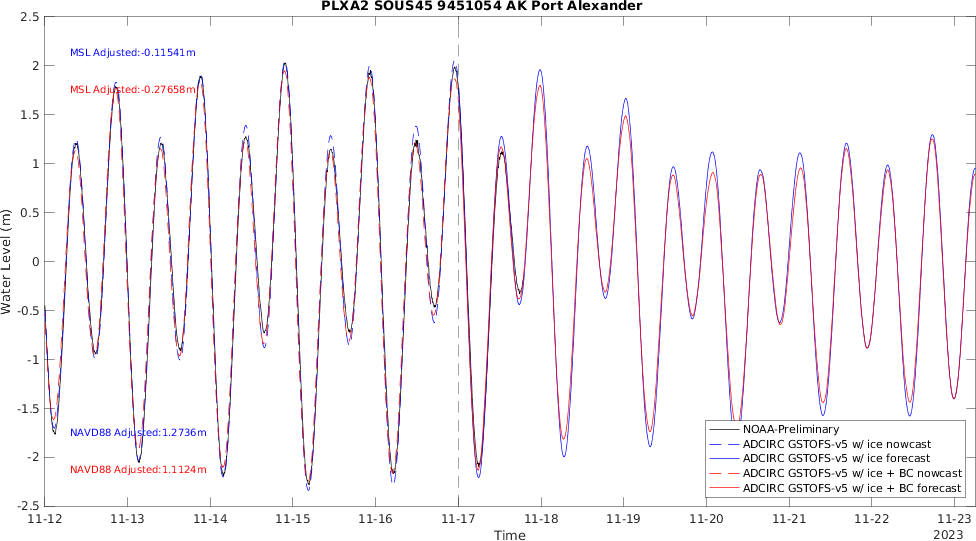 PLXA2 SOUS45 9451054 AK Port Alexander
2.5
2
1.5
1
0.5
0
-0.5
-1
-1.5
-2
-2.5
Water Level (m)
MSL Adjusted:-0.11541m
MSL Adjusted:-0.27658m
NAVD88 Adjusted:1.2736m
NAVD88 Adjusted:1.1124m
NOAA-Preliminary
ADCIRC GSTOFS-v5 w/ ice nowcast
ADCIRC GSTOFS-v5 w/ ice forecast
ADCIRC GSTOFS-v5 w/ ice + BC nowcast
ADCIRC GSTOFS-v5 w/ ice + BC forecast
11-12 11-13 11-14 11-15 11-16 11-17 11-18 11-19 11-20 11-21 11-22 11-23
Time
2023